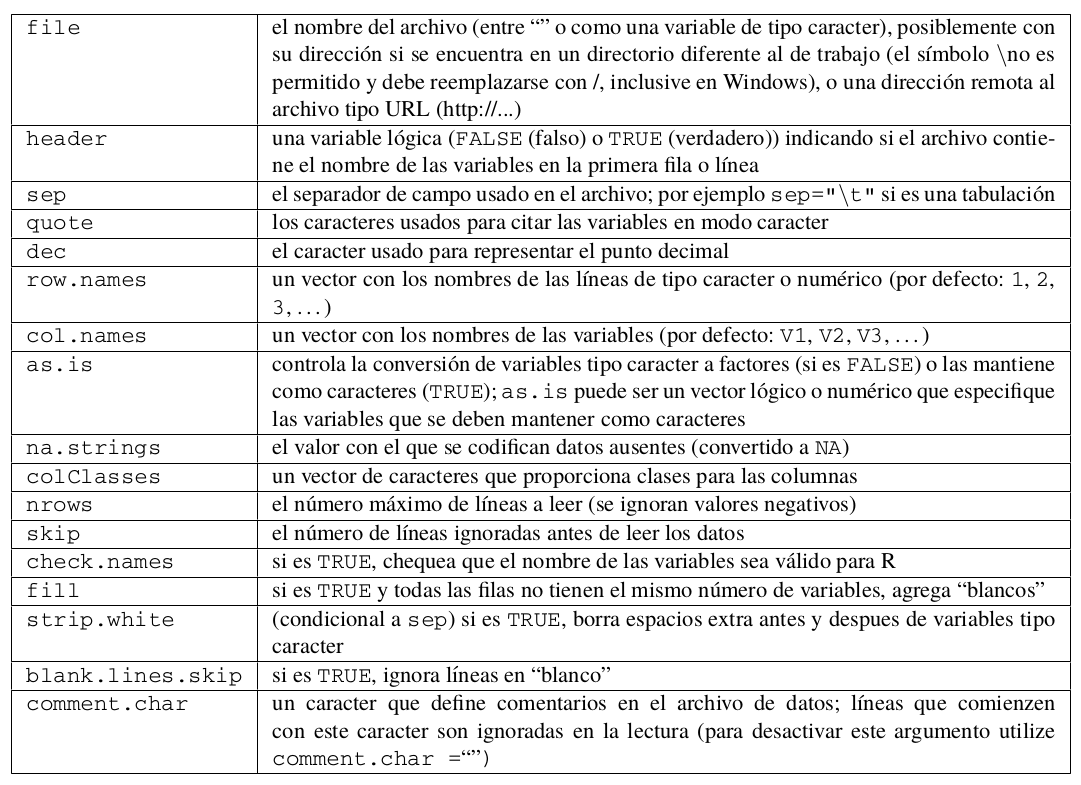 file el nombre del archivo (entre “” o como una variable de tipo caracter), posiblemente con
su dirección si se encuentra en un directorio diferente al de trabajo (el símbolo \no es
permitido y debe reemplazarse con /, inclusive en Windows), o una dirección remota al
archivo tipo URL (http://...)
header una variable lógica (FALSE (falso) o TRUE (verdadero)) indicando si el archivo contie-
ne el nombre de las variables en la primera fila o línea
sep el separador de campo usado en el archivo; por ejemplo sep="\t" si es una tabulación
quote los caracteres usados para citar las variables en modo caracter
dec el caracter usado para representar el punto decimal
row.names un vector con los nombres de las líneas de tipo caracter o numérico (por defecto: 1, 2,
3, ...)
col.names un vector con los nombres de las variables (por defecto: V1, V2, V3, ...)
as.is controla la conversión de variables tipo caracter a factores (si es FALSE) o las mantiene
como caracteres (TRUE); as.is puede ser un vector lógico o numérico que especifique
las variables que se deben mantener como caracteres
na.strings el valor con el que se codifican datos ausentes (convertido a NA)
colClasses un vector de caracteres que proporciona clases para las columnas
nrows el número máximo de líneas a leer (se ignoran valores negativos)
skip el número de líneas ignoradas antes de leer los datos
check.names si es TRUE, chequea que el nombre de las variables sea válido para R
fill si es TRUE y todas las filas no tienen el mismo número de variables, agrega “blancos”
strip.white (condicional a sep) si es TRUE, borra espacios extra antes y despues de variables tipo
caracter
blank.lines.skip si es TRUE, ignora líneas en “blanco”
comment.char un caracter que define comentarios en el archivo de datos; líneas que comienzen
con este caracter son ignoradas en la lectura (para desactivar este argumento utilize
comment.char =“”)